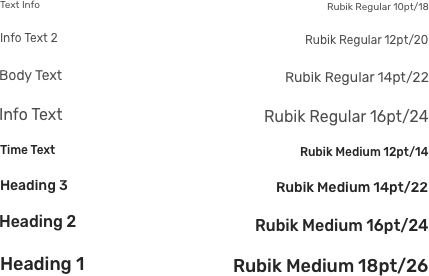 Text Info Rubik Regular 10pt/18
Info Text 2 Rubik Regular 12pt/20
Body Text Rubik Regular 14pt/22
Info Text Rubik Regular 16pt/24
Time Text Rubik Medium 12pt/14
Heading 3 Rubik Medium 14pt/22
Heading 2 Rubik Medium 16pt/24
Heading 1 Rubik Medium 18pt/26